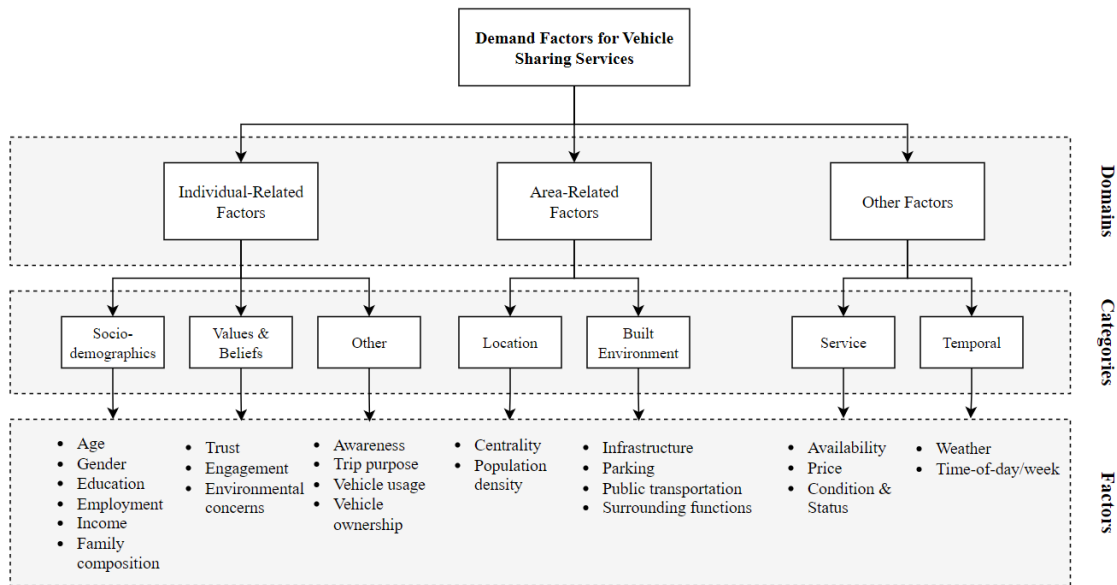 Demand Factors for Vehicle
Sharing Services
Domains
Individual-Related
Factors
Area-Related
Factors
Other Factors
Categories
Socio-
demographics
Values &
Beliefs
Other
Location
Built
Environment
Service
Temporal
Factors
• Age
• Gender
• Education
• Employment
• Income
• Family
composition
• Trust
• Engagement
• Environmental
concerns
• Awareness
• Trip purpose
• Vehicle usage
• Vehicle
ownership
• Centrality
• Population
density
• Infrastructure
• Parking
• Public transportation
• Surrounding functions
• Availability
• Price
• Condition &
Status
• Weather
• Time-of-day/week